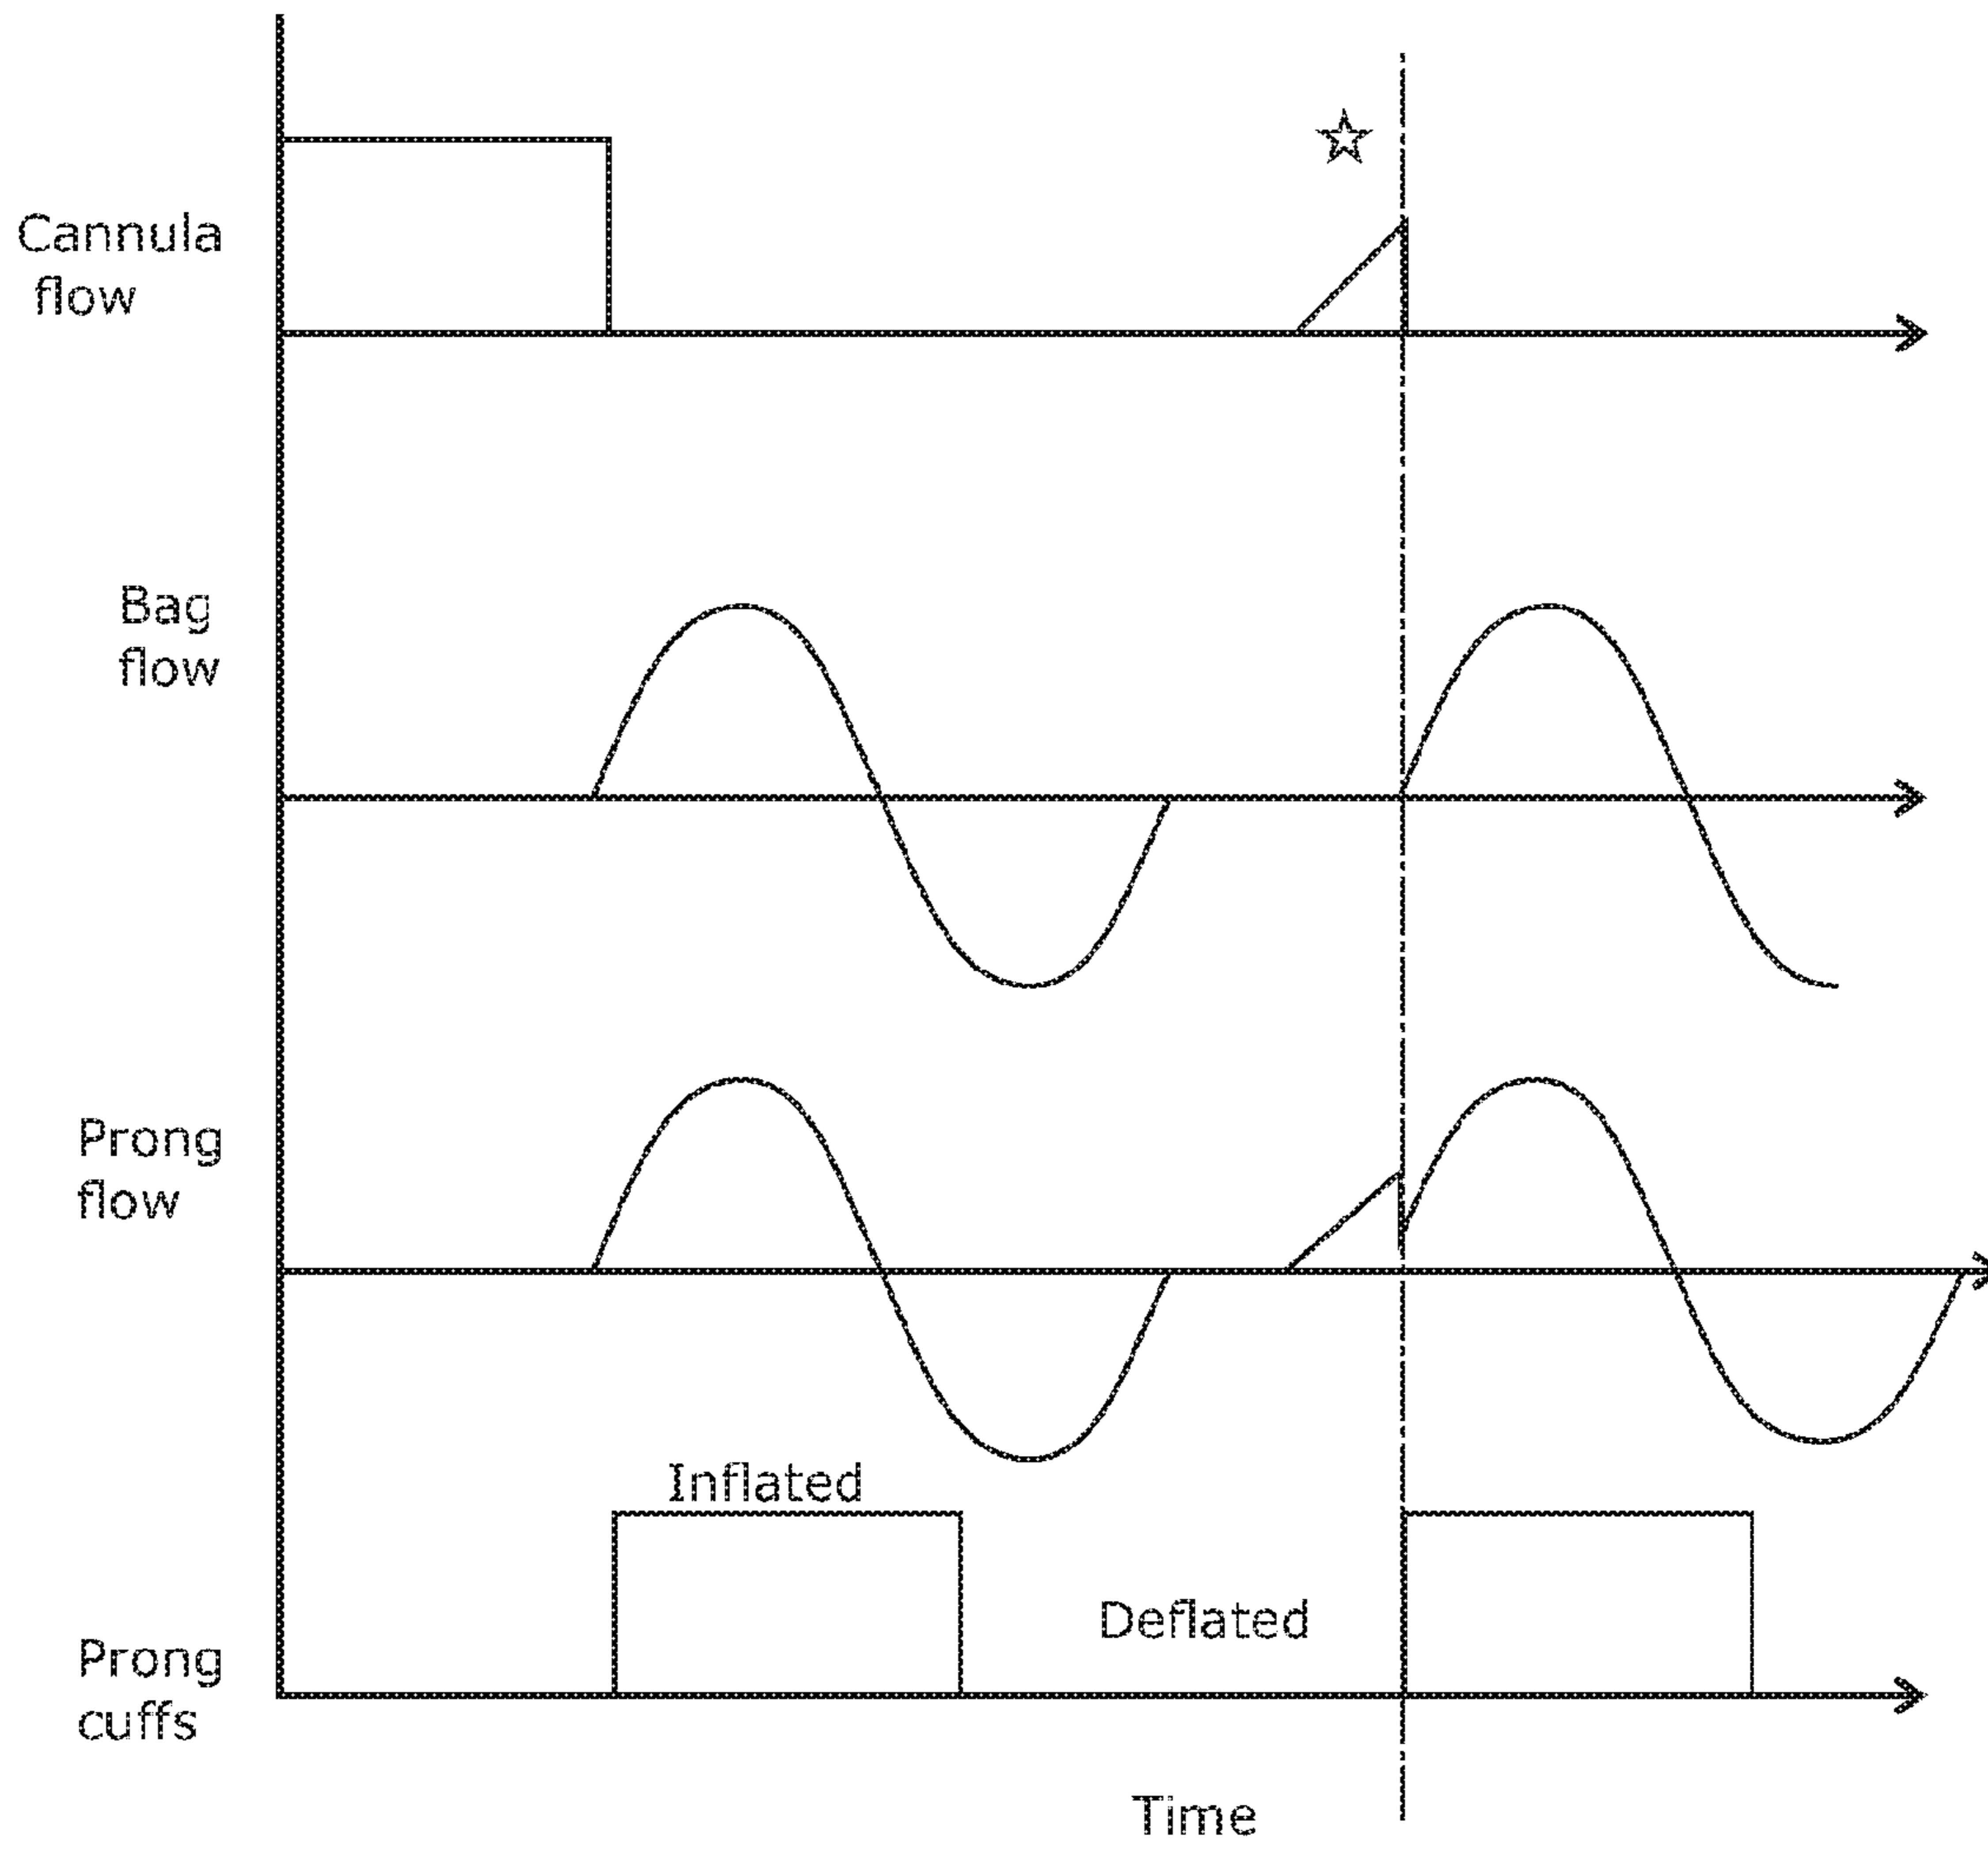 Cannula
flow
Bag
flow
Prong
flow
Inflated
Deflated
Prong
cuffs
Time